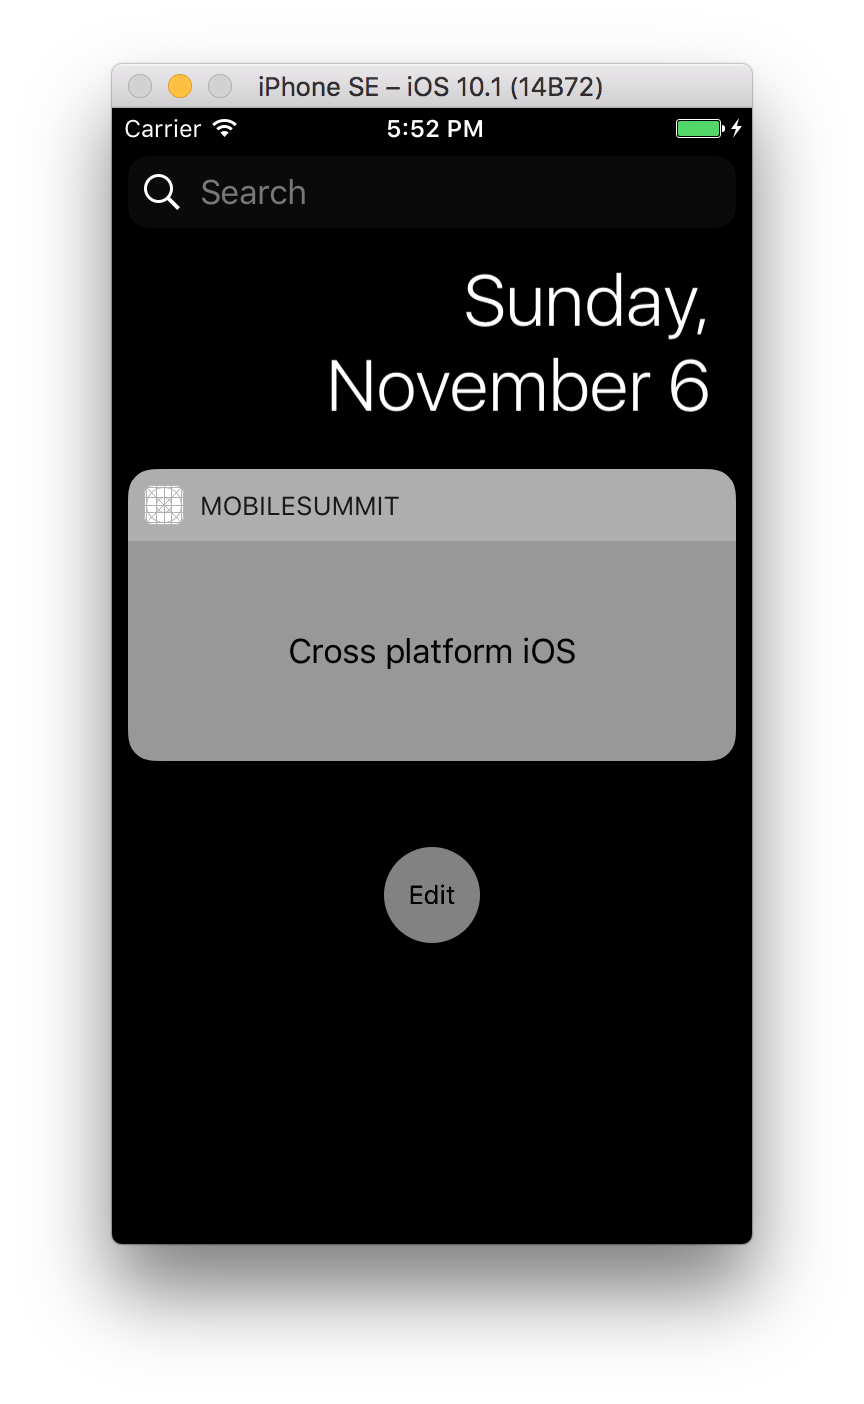 iPhone SE – iOS 10.1 (14B72)
Carrier 5:52 PM
Search
Sunday,
November 6
MOBILESUMMIT
Cross platform iOS
Edit